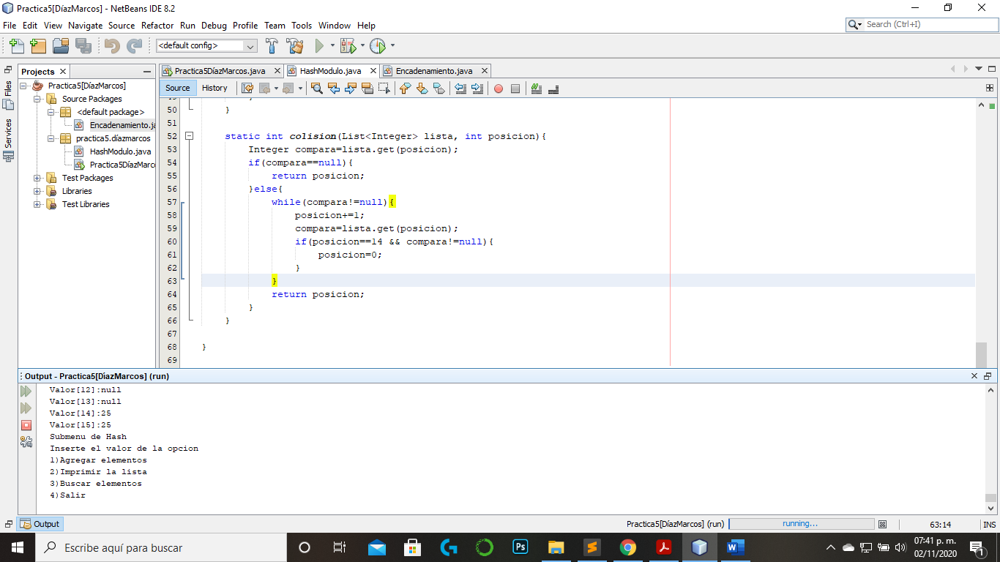 Practica5[DíazMarcos] - NetBeans IDE 8.2
File Edit View Navigate Source Refactor Run Debug Profile Team Tools Window Help
Search (Ctrl+I)
<default config>
Files
Services
Projects
Practica5[DíazMarcos]
Source Packages
<default package>
Encadenamiento.ja
practica5.díazmarcos
HashModulo.java
Practica5DíazMarc
Test Packages
Libraries
Test Libraries
Practica5DíazMarcos.java HashModulo.java Encadenamiento.java
Source History
50 }
51
52 static int colision(List<Integer> lista, int posicion){
53 Integer compara=lista.get(posicion);
54 if(compara==null){
55 return posicion;
56 }else{
57 while(compara!=null){
58 posicion+=1;
59 compara=lista.get(posicion);
60 if(posicion==14 && compara!=null){
61 posicion=0;
62 }
63 }
64 return posicion;
65 }
66 }
67
68 }
69
Output - Practica5[DíazMarcos] (run)
Valor[12]:null
Valor[13]:null
Valor[14]:25
Valor[15]:25
Submenu de Hash
Inserte el valor de la opcion
1)Agregar elementos
2)Imprimir la lista
3)Buscar elementos
4)Salir
Output
Practica5[DíazMarcos] (run) running... 63:14 INS
Escribe aquí para buscar
Ps
W
07:41 p. m.
02/11/2020
1